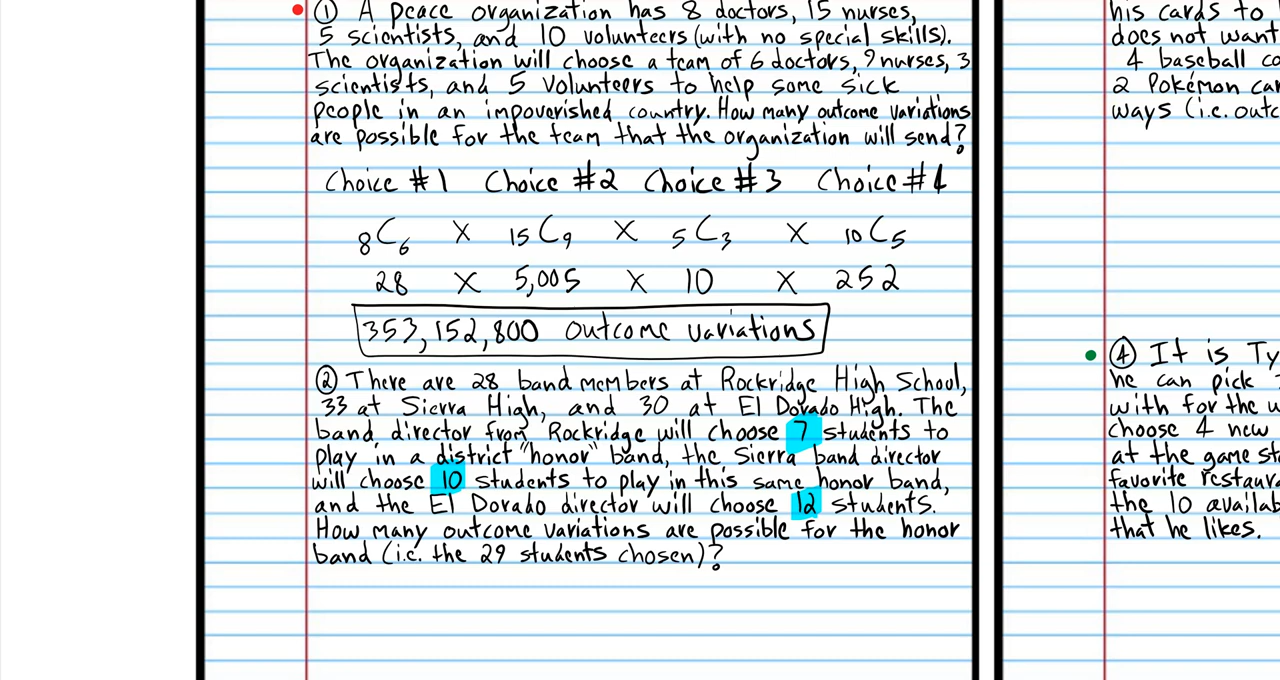 ① A peace organization has 8 doctors, 15 nurses,
5 scientists, and 10 volunteers (with no special skills).
The organization will choose a team of 6 doctors, 9 nurses, 3
scientists, and 5 volunteers to help some sick
people in an impoverished country. How many outcome variations
are possible for the team that the organization will send?
Choice #1 Choice #2 Choice #3 Choice #4
8C6 X 15C9 X 5C3 X 10C5
28 X 5,005 X 10 X 252
353,152,800 outcome variations
② There are 28 band members at Rockridge High School,
33 at Sierra High, and 30 at El Dorado High. The
band director from Rockridge will choose 7 students to
play in a district "honor" band, the Sierra band director
will choose 10 students to play in this same honor band,
and the El Dorado director will choose 12 students.
How many outcome variations are possible for the honor
band (i.e. the 29 students chosen)?
his cards to
does not want
4 baseball
2 Pokémon
ways (i.e.
④ It is
he can pick
with for the
choose 4 new
at the game
favorite
the 10
that he likes.